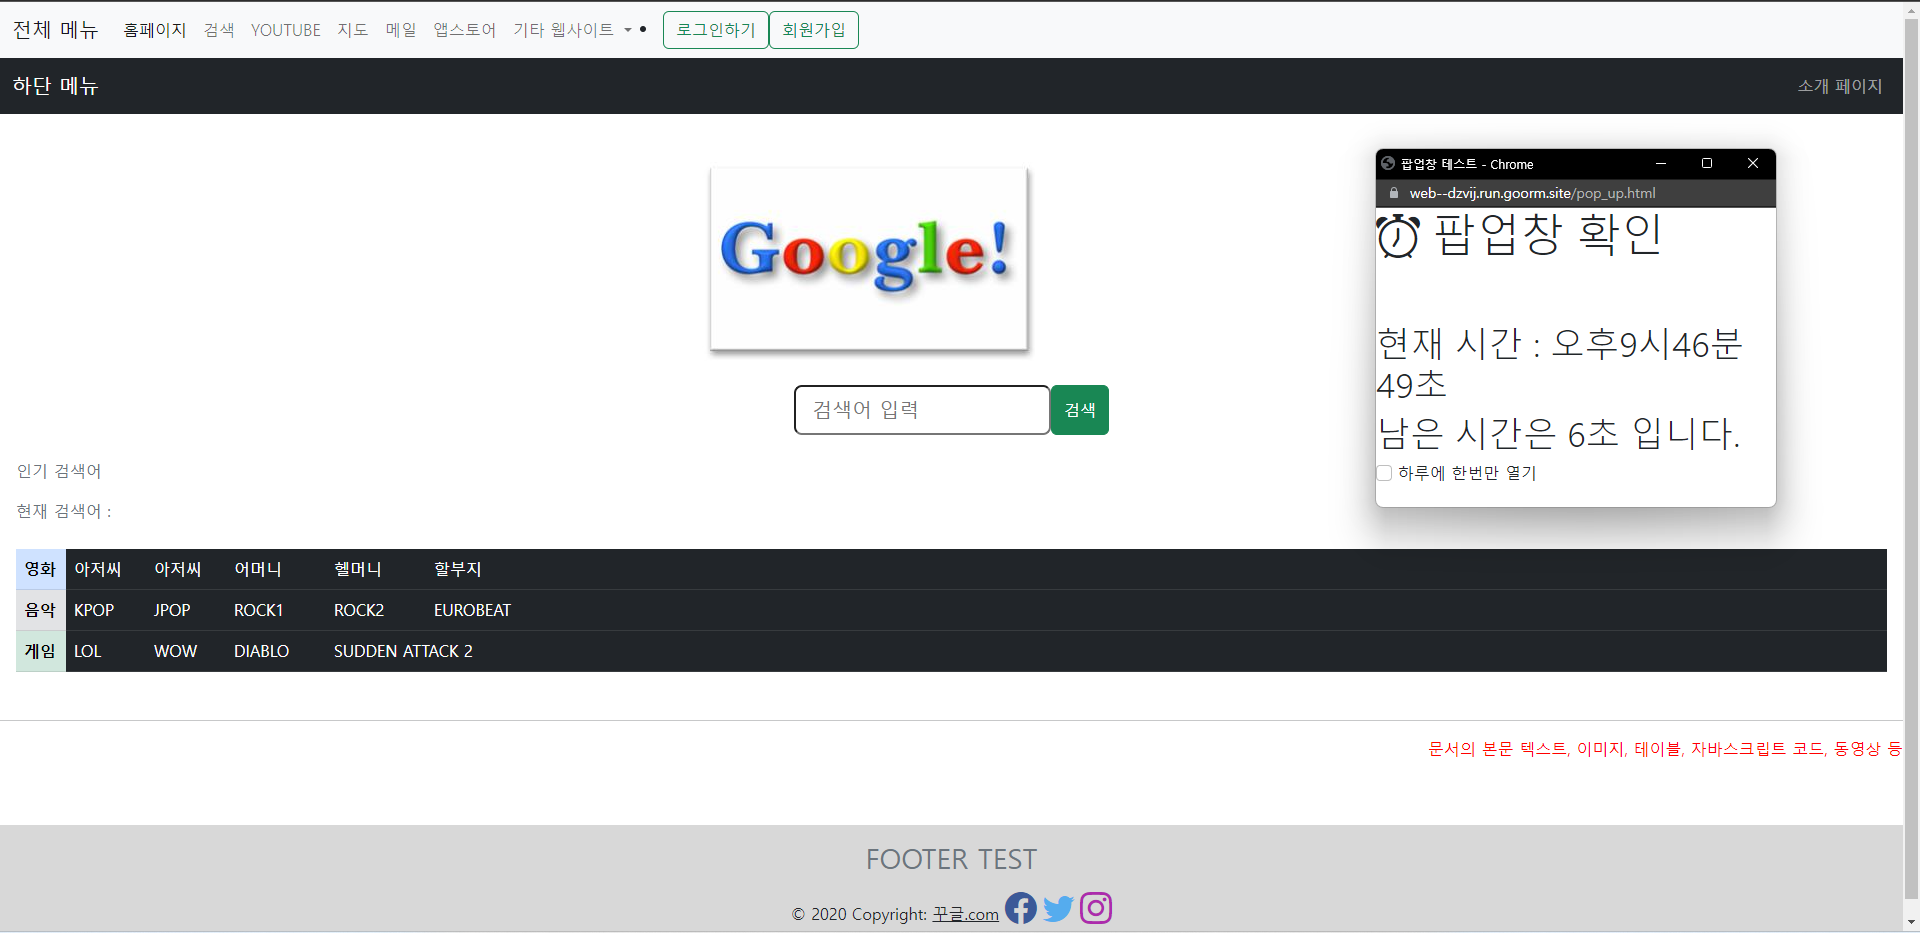 전체 메뉴 홈페이지 검색 YOUTUBE 지도 메일 앱스토어 기타 웹사이트 로그인하기 회원가입
하단 메뉴 소개 페이지
Google!
검색어 입력 검색
팝업창 테스트 - Chrome
web--dzvij.run.goorm.site/pop_up.html
팝업창 확인
현재 시간 : 오후9시46분
49초
남은 시간은 6초 입니다.
하루에 한번만 열기
인기 검색어
현재 검색어 :
영화 아저씨 아저씨 어머니 헬머니 할부지
음악 KPOP JPOP ROCK1 ROCK2 EUROBEAT
게임 LOL WOW DIABLO SUDDEN ATTACK 2
문서의 본문 텍스트, 이미지, 테이블, 자바스크립트 코드, 동영상 등
FOOTER TEST
© 2020 Copyright: 꾸글.com